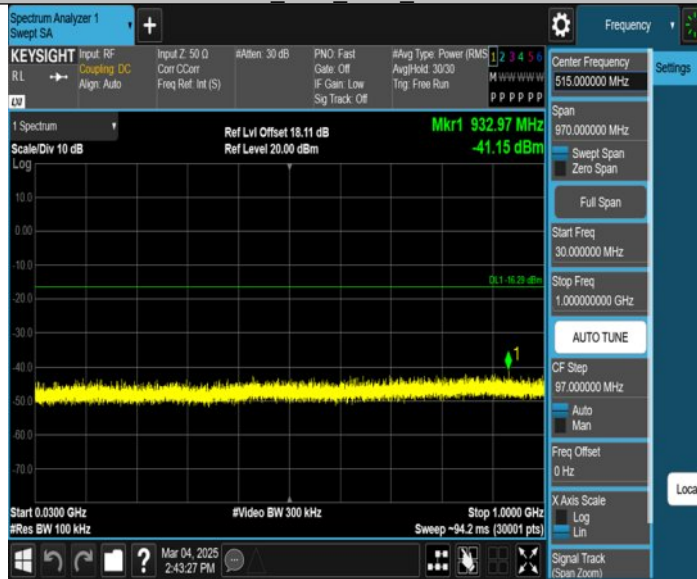 Spectrum Analyzer 1
Swept SA
+
Frequency
KEYSIGHT
RL
LXI
Input: RF
Coupling: DC
Align: Auto
Input Z: 50 Ω
Corr CCorr
Freq Ref: Int (S)
#Atten: 30 dB
PNO: Fast
Gate: Off
IF Gain: Low
Sig Track: Off
#Avg Type: Power (RMS
Avg|Hold: 30/30
Trig: Free Run
1 2 3 4 5 6
M W W W W W
P P P P P P
1 Spectrum
Scale/Div 10 dB
Log
Ref Lvl Offset 18.11 dB
Ref Level 20.00 dBm
Mkr1 932.97 MHz
-41.15 dBm
10.0
0.00
-10.0
DL1 -16.29 dBm
-20.0
-30.0
1
-40.0
-50.0
-60.0
-70.0
Start 0.0300 GHz
#Res BW 100 kHz
#Video BW 300 kHz
Stop 1.0000 GHz
Sweep ~94.2 ms (30001 pts)
?
Mar 04, 2025
2:43:27 PM
Center Frequency
515.000000 MHz
Span
970.000000 MHz
Swept Span
Zero Span
Full Span
Start Freq
30.000000 MHz
Stop Freq
1.000000000 GHz
AUTO TUNE
CF Step
97.000000 MHz
Auto
Man
Freq Offset
0 Hz
X Axis Scale
Log
Lin
Signal Track
(Span Zoom)
Settings
Loca